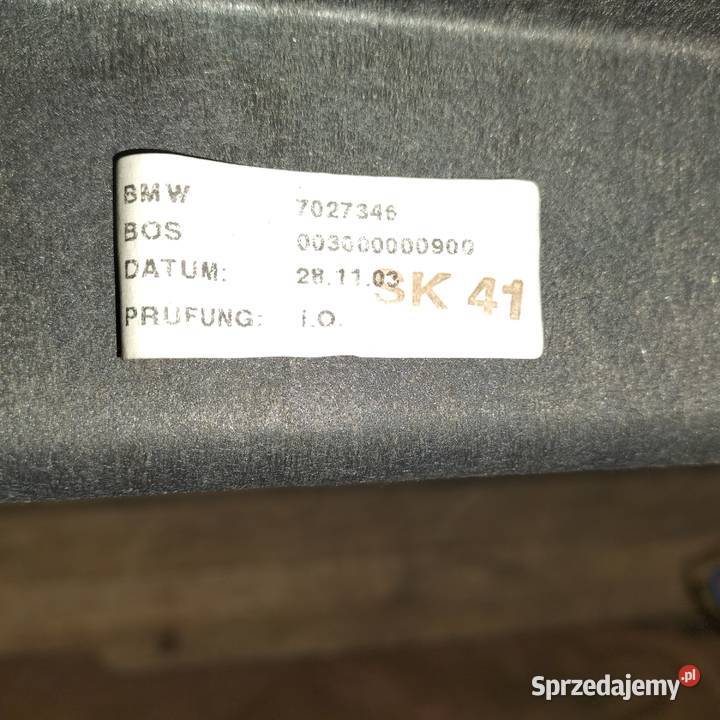 BMW 7027346
BOS 003000000900
DATUM: 28.11.03
SK 41
PRUFUNG: I.O.
Sprzedajemy.pl